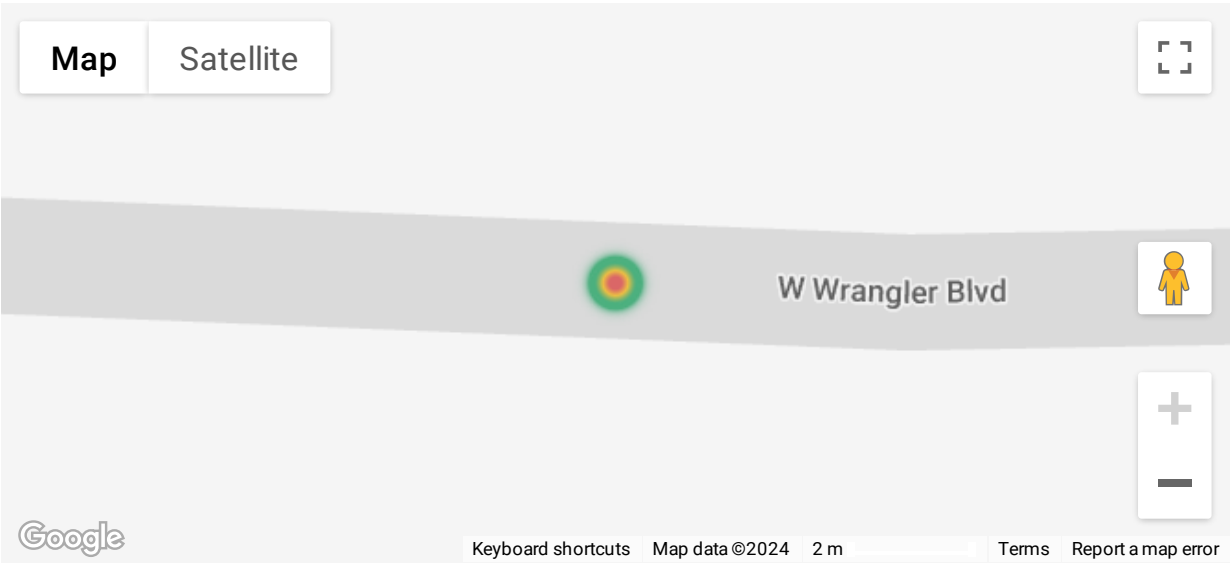 Map Satellite
W Wrangler Blvd
Google
Keyboard shortcuts Map data ©2024 2 m Terms Report a map error